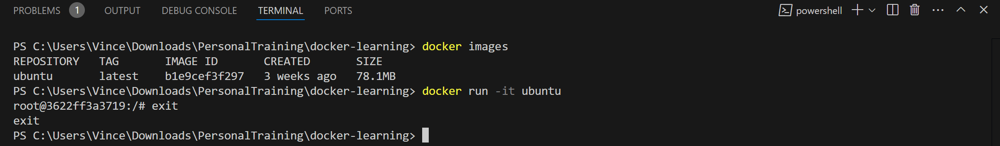 PROBLEMS 1 OUTPUT DEBUG CONSOLE TERMINAL PORTS powershell
PS C:\Users\Vince\Downloads\PersonalTraining\docker-learning> docker images
REPOSITORY TAG IMAGE ID CREATED SIZE
ubuntu latest b1e9cef3f297 3 weeks ago 78.1MB
PS C:\Users\Vince\Downloads\PersonalTraining\docker-learning> docker run -it ubuntu
root@3622ff3a3719:/# exit
exit
PS C:\Users\Vince\Downloads\PersonalTraining\docker-learning>